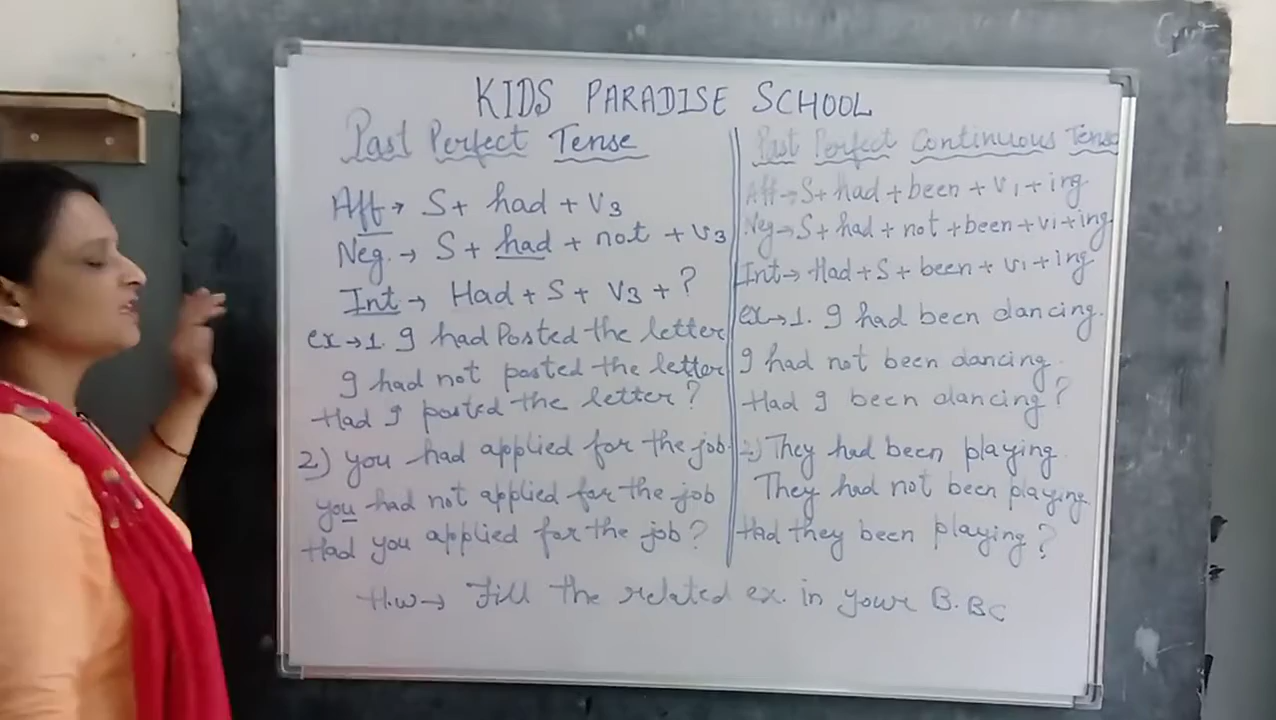 KIDS PARADISE SCHOOL
Past Perfect Tense
Aff → S + had + V3
Neg. → S + had + not + V3
Int → Had + S + V3 + ?
ex → 1. I had Posted the letter
I had not posted the letter
Had I posted the letter?
2) you had applied for the job.
you had not applied for the job
Had you applied for the job?
Past Perfect Continuous Tense
Aff → S + had + been + V1 + ing
Neg → S + had + not + been + V1 + ing
Int → Had + S + been + V1 + ing
ex → 1. I had been dancing.
I had not been dancing.
Had I been dancing?
2) They had been playing.
They had not been playing.
Had they been playing?
H.W → Fill the related ex. in your B.BC